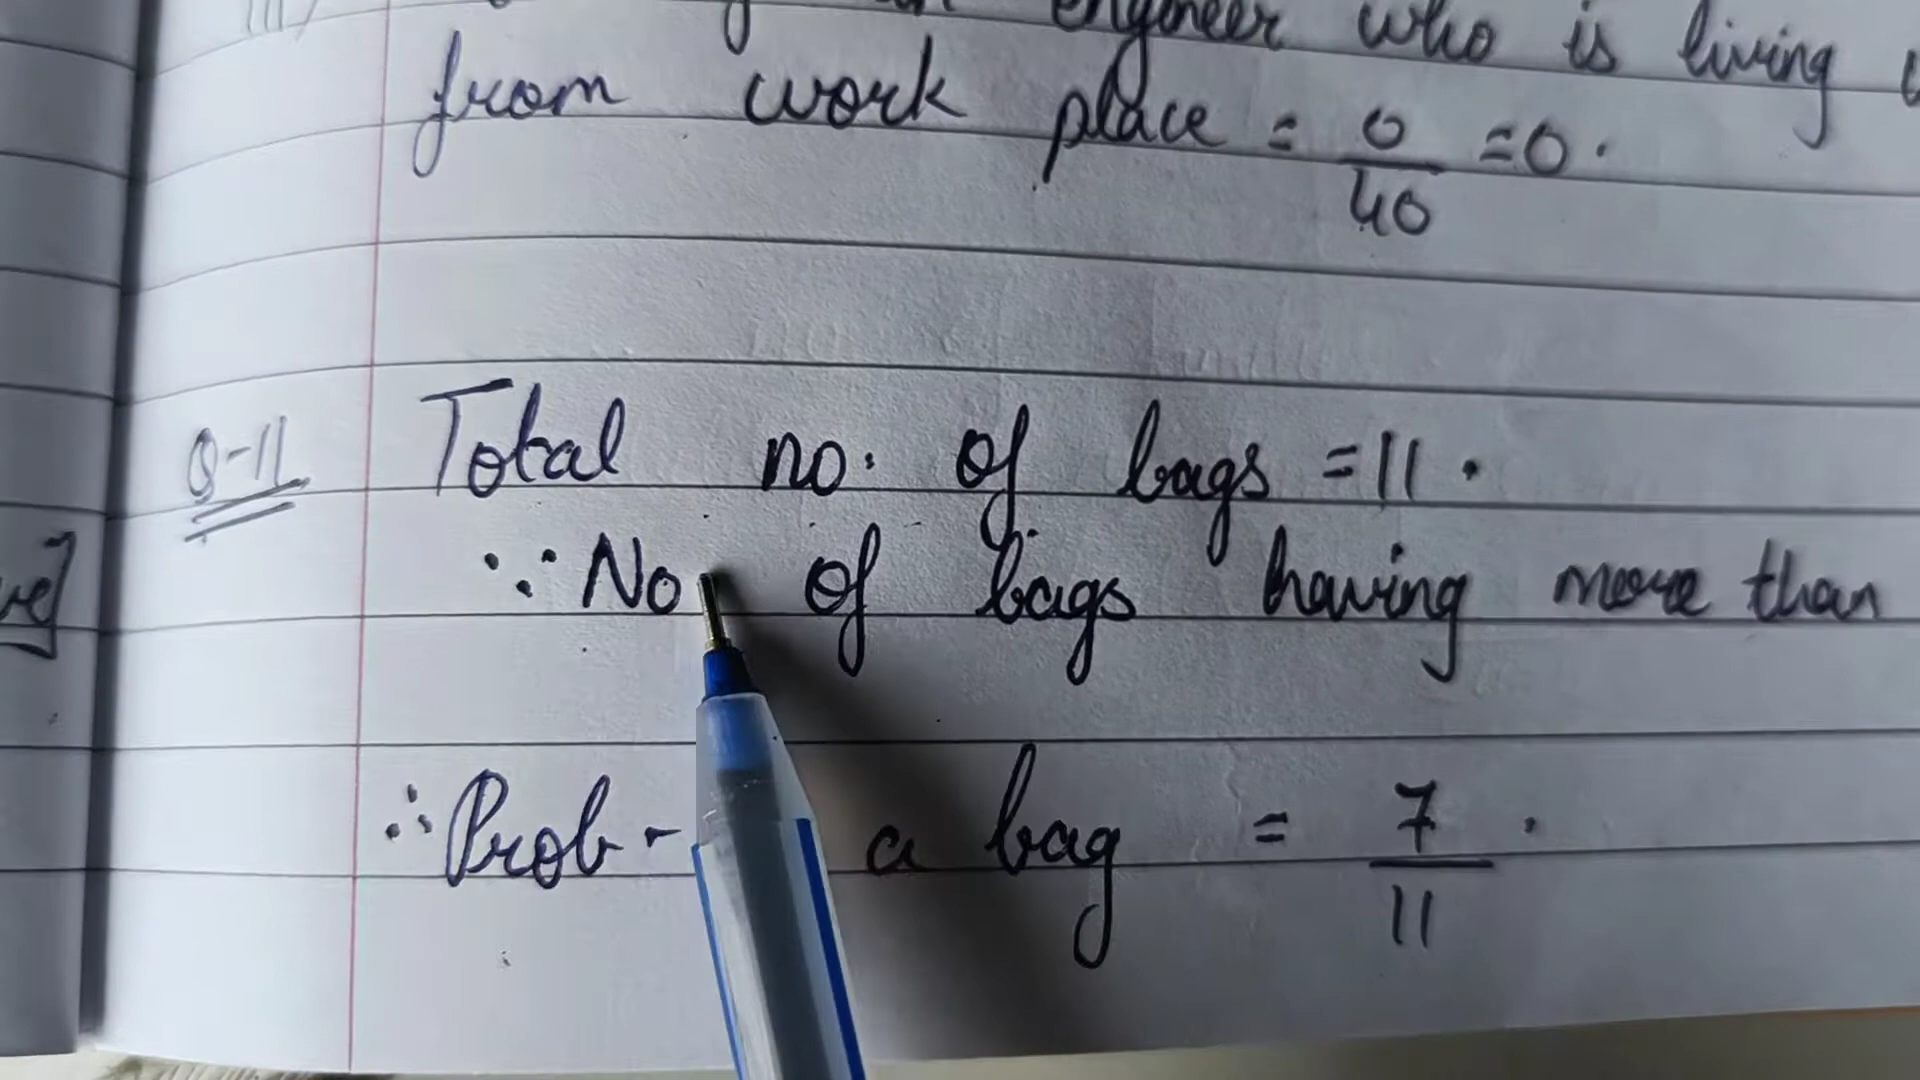 engineer who is living
from work place = 0/40 = 0.
Q-11 Total no. of bags = 11.
∵ No of bags having more than
∴ Prob- a bag = 7/11.